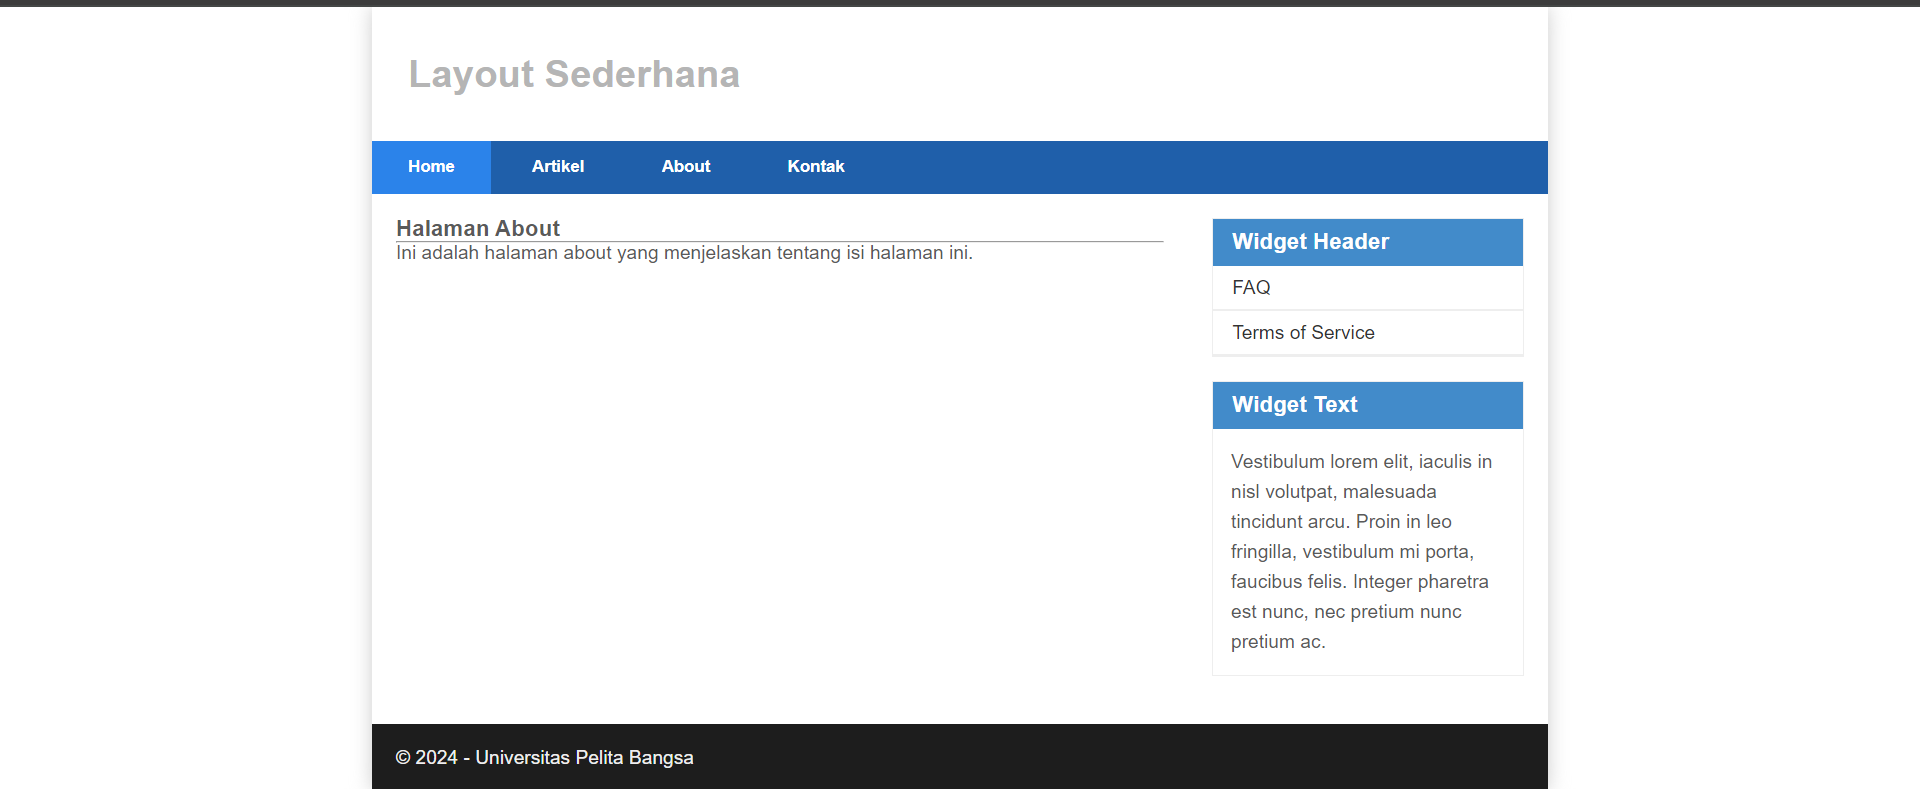 Layout Sederhana
Home Artikel About Kontak
Halaman About
Ini adalah halaman about yang menjelaskan tentang isi halaman ini.
Widget Header
FAQ
Terms of Service
Widget Text
Vestibulum lorem elit, iaculis in
nisl volutpat, malesuada
tincidunt arcu. Proin in leo
fringilla, vestibulum mi porta,
faucibus felis. Integer pharetra
est nunc, nec pretium nunc
pretium ac.
© 2024 - Universitas Pelita Bangsa